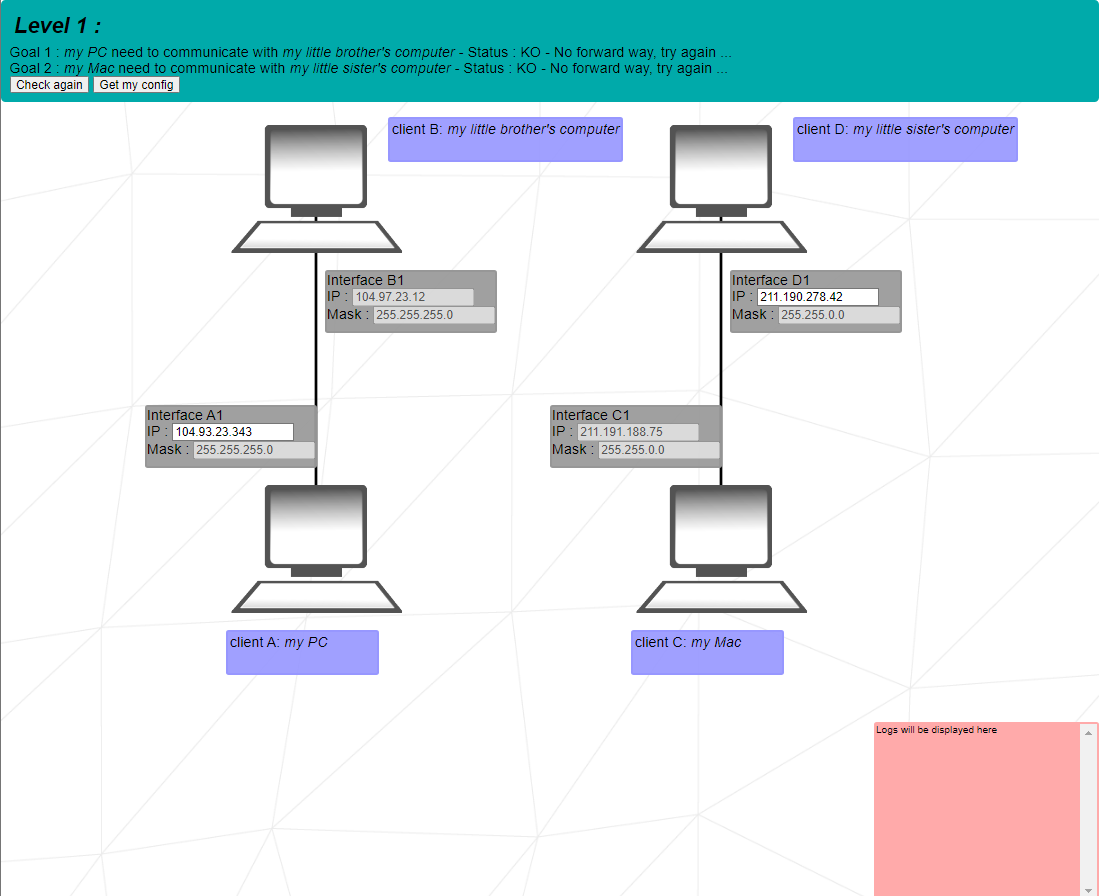 Level 1 :
Goal 1 : my PC need to communicate with my little brother's computer - Status : KO - No forward way, try again ...
Goal 2 : my Mac need to communicate with my little sister's computer - Status : KO - No forward way, try again ...
Check again Get my config
client B: my little brother's computer
client D: my little sister's computer
Interface B1
IP : 104.97.23.12
Mask : 255.255.255.0
Interface D1
IP : 211.190.278.42
Mask : 255.255.0.0
Interface A1
IP : 104.93.23.343
Mask : 255.255.255.0
Interface C1
IP : 211.191.188.75
Mask : 255.255.0.0
client A: my PC
client C: my Mac
Logs will be displayed here